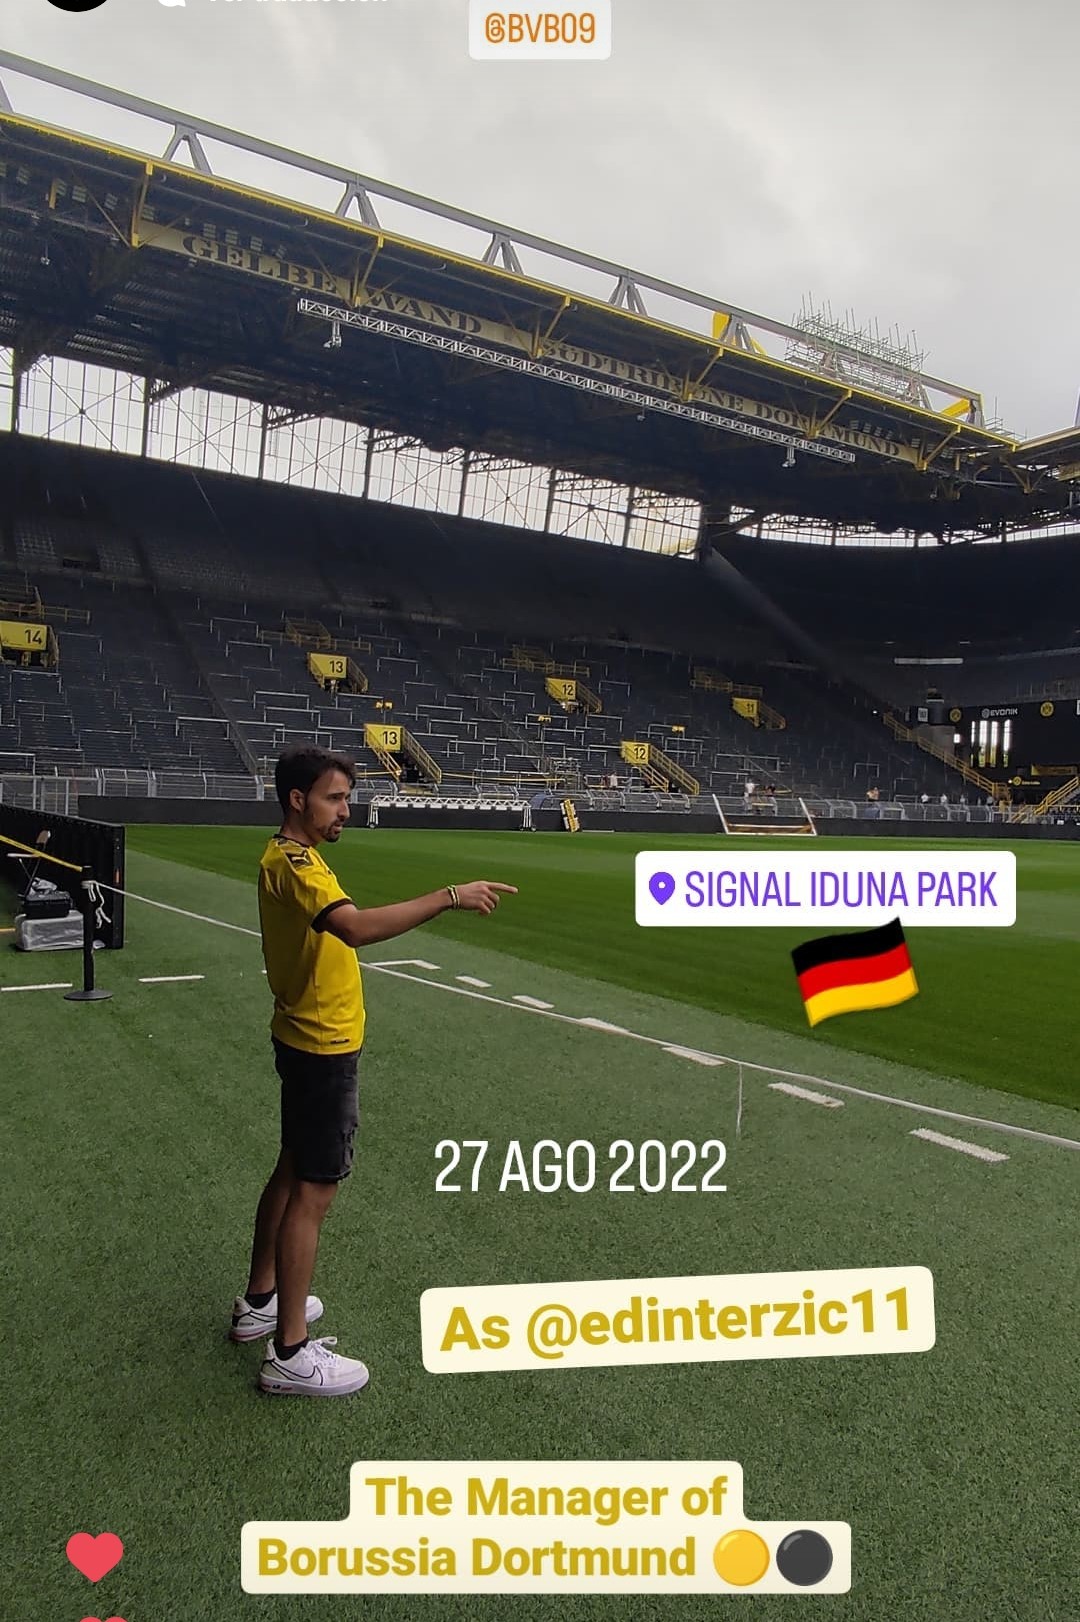 @BVB09
GELBE WAND SÜDTRIBÜNE DORTMUND
14
13
12
11
13
12
EVONIK
SIGNAL IDUNA PARK
27 AGO 2022
As @edinterzic11
The Manager of
Borussia Dortmund